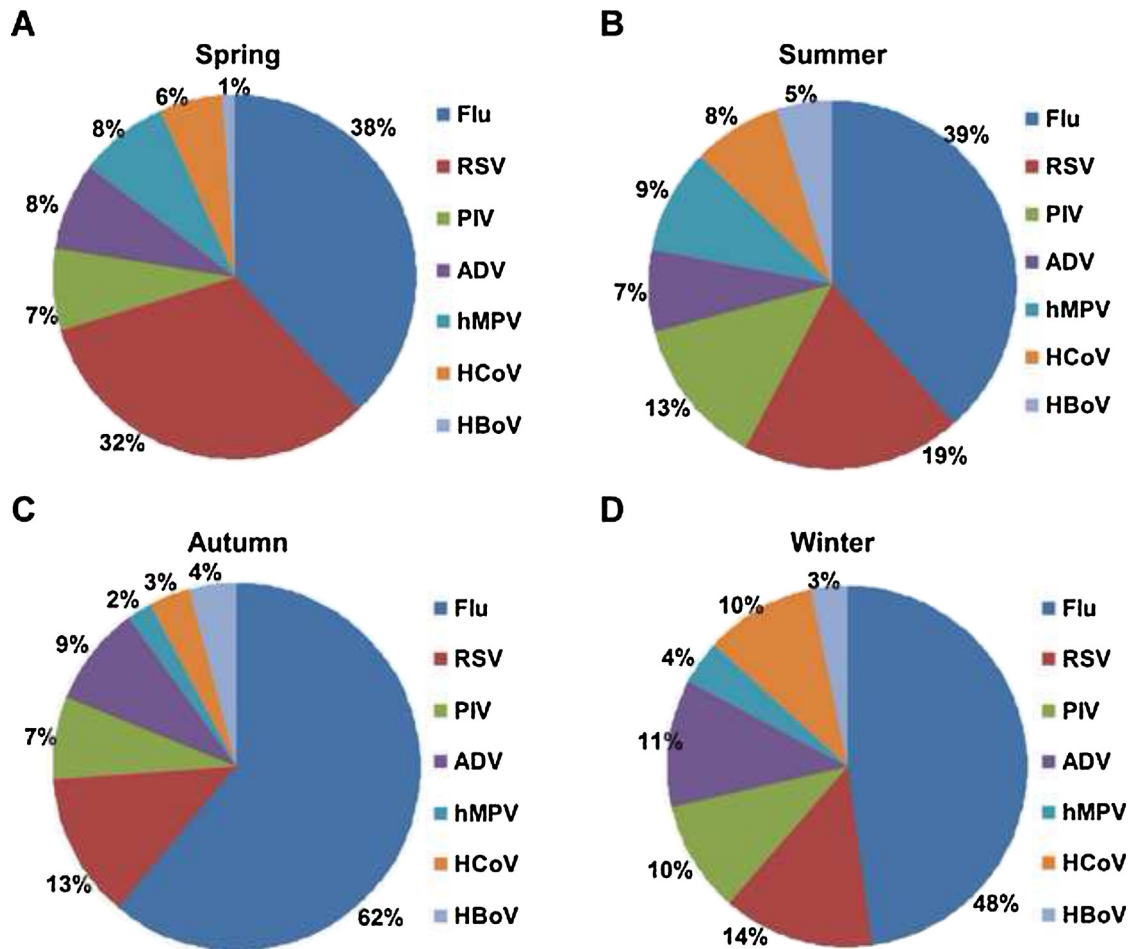 A
Spring
1%
6%
8%
8%
7%
32%
38%
Flu
RSV
PIV
ADV
hMPV
HCoV
HBoV
B
Summer
5%
8%
9%
7%
13%
19%
39%
Flu
RSV
PIV
ADV
hMPV
HCoV
HBoV
C
Autumn
4%
3%
2%
9%
7%
13%
62%
Flu
RSV
PIV
ADV
hMPV
HCoV
HBoV
D
Winter
3%
10%
4%
11%
10%
14%
48%
Flu
RSV
PIV
ADV
hMPV
HCoV
HBoV